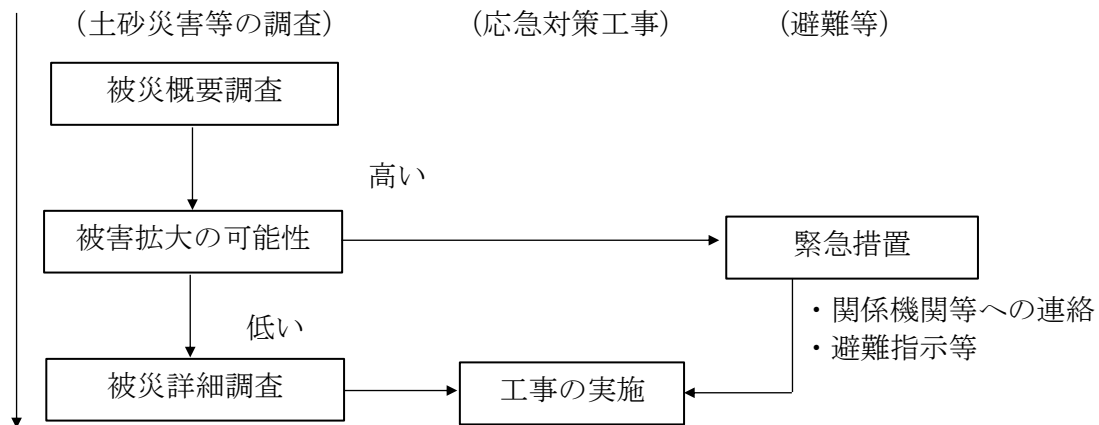 （土砂災害等の調査）
（応急対策工事）
（避難等）
被災概要調査
高い
被害拡大の可能性
緊急措置
・関係機関等への連絡
・避難指示等
低い
被災詳細調査
工事の実施